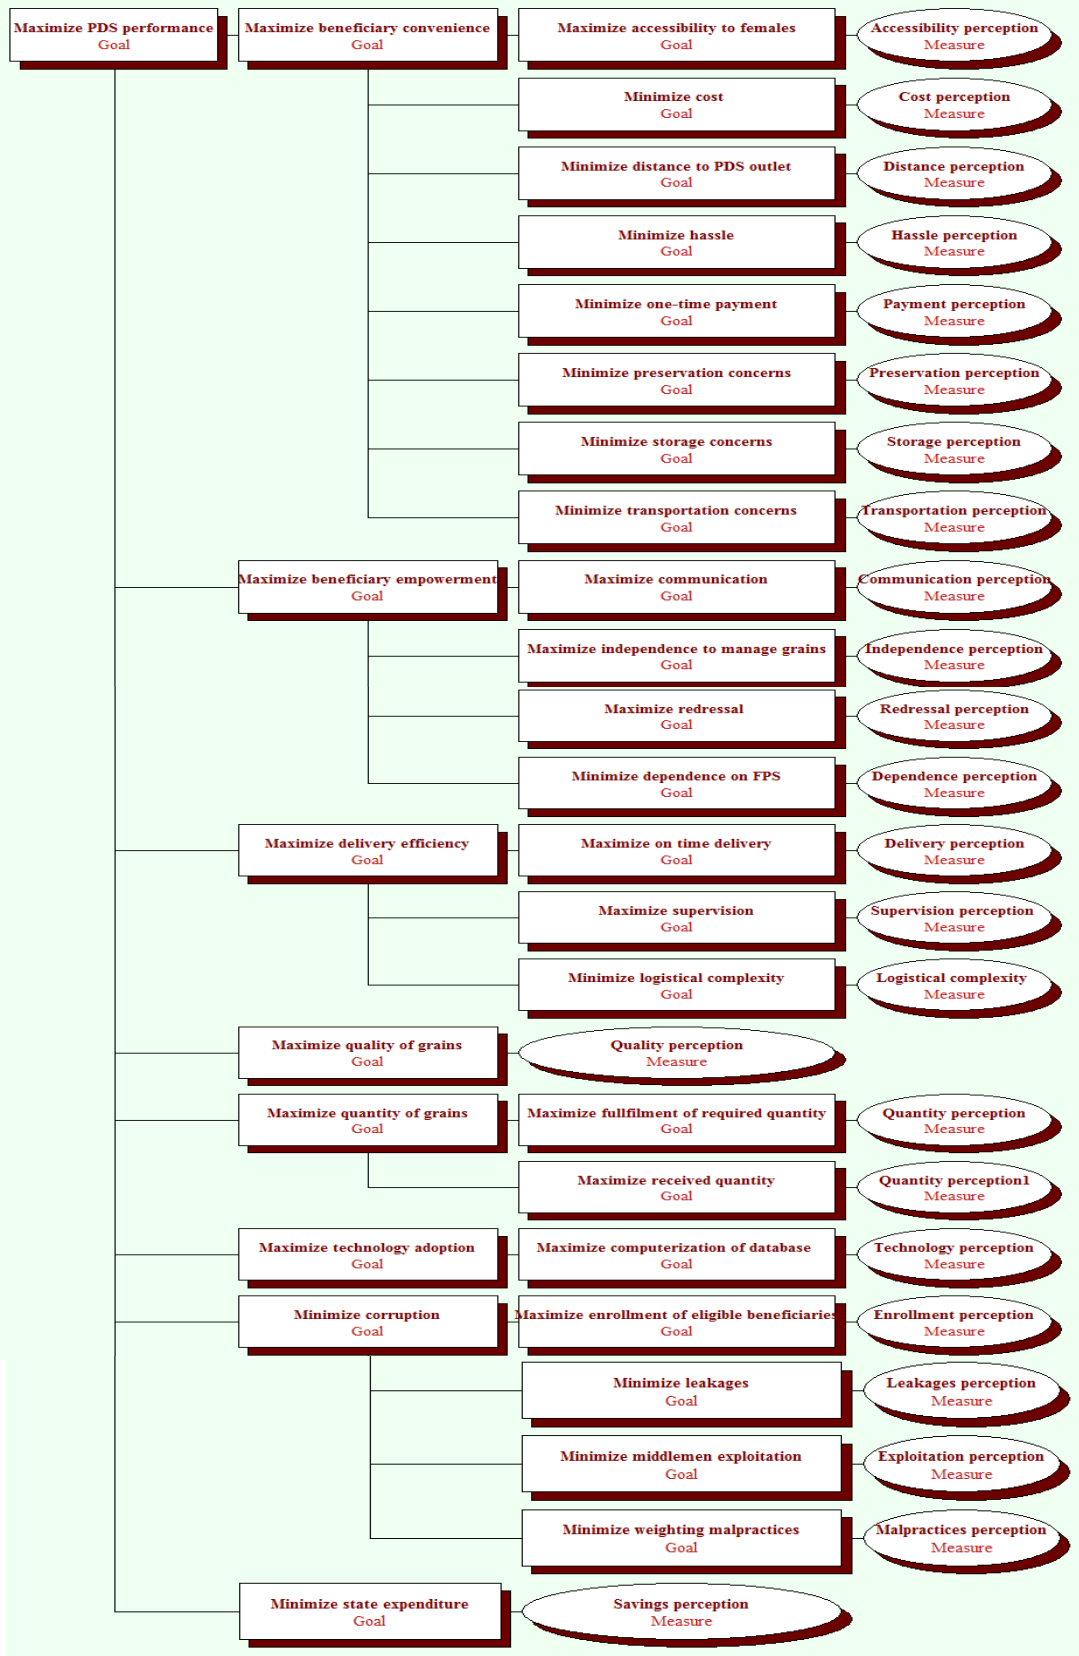 Maximize PDS performance
Goal
Maximize beneficiary convenience
Goal
Maximize accessibility to females
Goal
Accessibility perception
Measure
Minimize cost
Goal
Cost perception
Measure
Minimize distance to PDS outlet
Goal
Distance perception
Measure
Minimize hassle
Goal
Hassle perception
Measure
Minimize one-time payment
Goal
Payment perception
Measure
Minimize preservation concerns
Goal
Preservation perception
Measure
Minimize storage concerns
Goal
Storage perception
Measure
Minimize transportation concerns
Goal
Transportation perception
Measure
Maximize beneficiary empowerment
Goal
Maximize communication
Goal
Communication perception
Measure
Maximize independence to manage grains
Goal
Independence perception
Measure
Maximize redressal
Goal
Redressal perception
Measure
Minimize dependence on FPS
Goal
Dependence perception
Measure
Maximize delivery efficiency
Goal
Maximize on time delivery
Goal
Delivery perception
Measure
Maximize supervision
Goal
Supervision perception
Measure
Minimize logistical complexity
Goal
Logistical complexity
Measure
Maximize quality of grains
Goal
Quality perception
Measure
Maximize quantity of grains
Goal
Maximize fullfilment of required quantity
Goal
Quantity perception
Measure
Maximize received quantity
Goal
Quantity perception1
Measure
Maximize technology adoption
Goal
Maximize computerization of database
Goal
Technology perception
Measure
Minimize corruption
Goal
Maximize enrollment of eligible beneficiaries
Goal
Enrollment perception
Measure
Minimize leakages
Goal
Leakages perception
Measure
Minimize middlemen exploitation
Goal
Exploitation perception
Measure
Minimize weighting malpractices
Goal
Malpractices perception
Measure
Minimize state expenditure
Goal
Savings perception
Measure